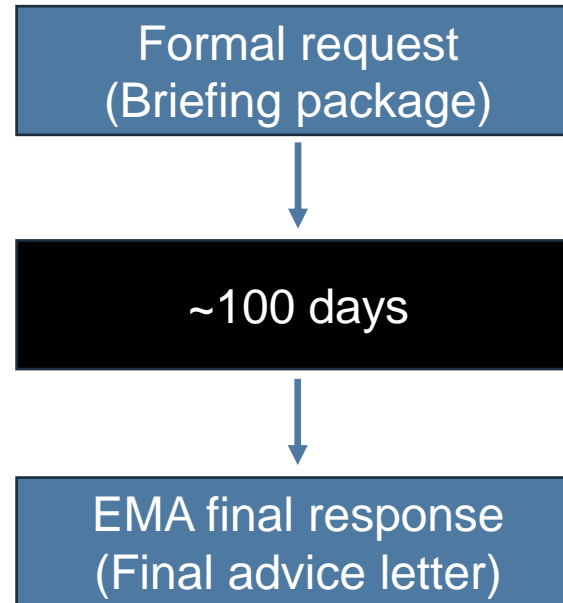 Formal request
(Briefing package)
~100 days
EMA final response
(Final advice letter)